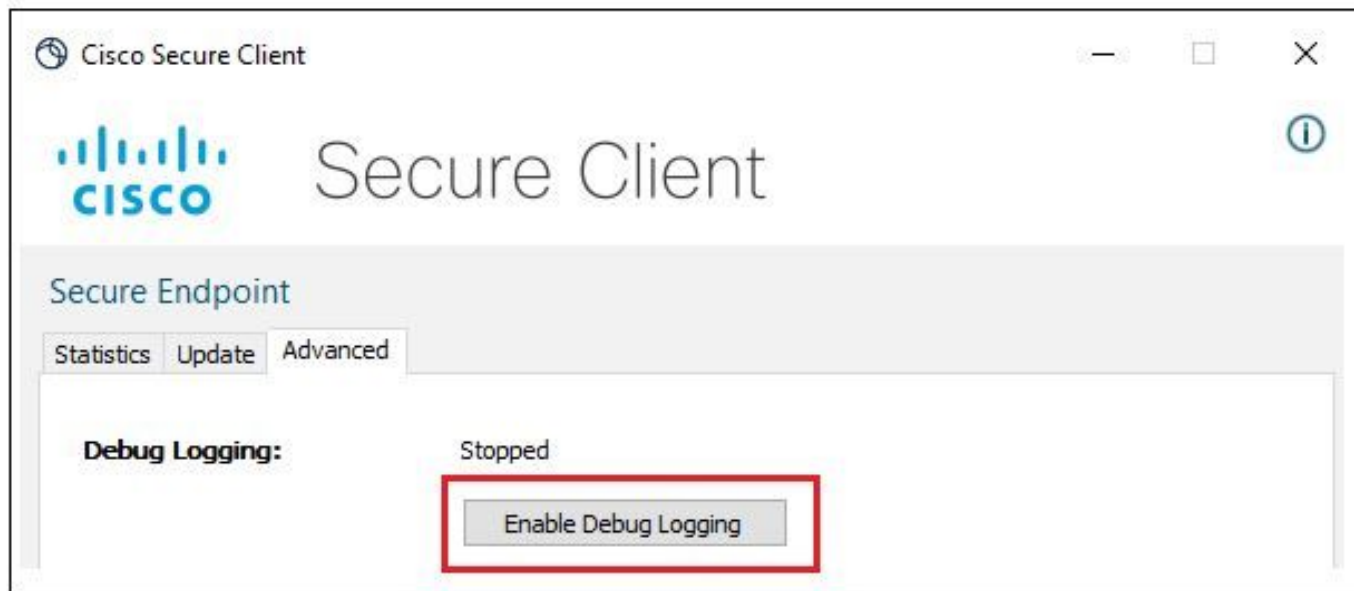 Cisco Secure Client
CISCO
Secure Client
Secure Endpoint
Statistics Update Advanced
Debug Logging: Stopped
Enable Debug Logging